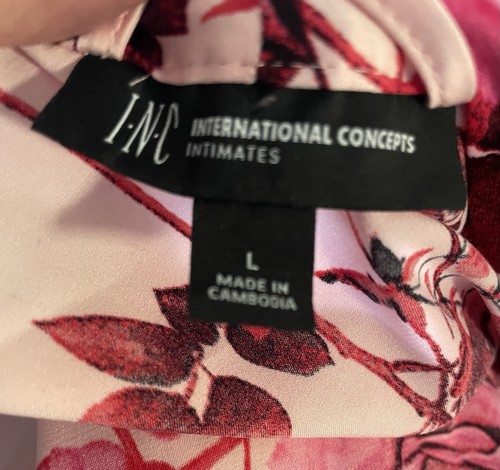 I·N·C INTERNATIONAL CONCEPTS
INTIMATES
L
MADE IN
CAMBODIA